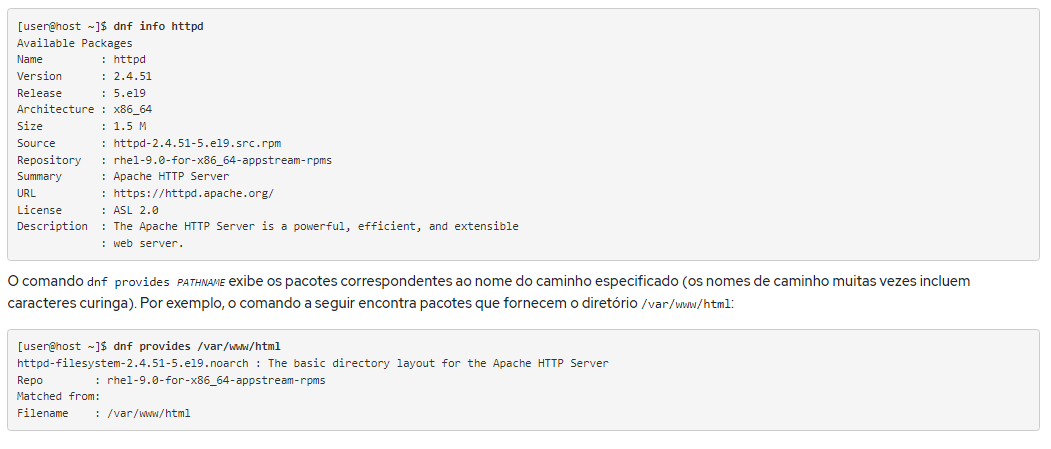 [user@host ~]$ dnf info httpd
Available Packages
Name         : httpd
Version      : 2.4.51
Release      : 5.el9
Architecture : x86_64
Size         : 1.5 M
Source       : httpd-2.4.51-5.el9.src.rpm
Repository   : rhel-9.0-for-x86_64-appstream-rpms
Summary      : Apache HTTP Server
URL          : https://httpd.apache.org/
License      : ASL 2.0
Description  : The Apache HTTP Server is a powerful, efficient, and extensible
             : web server.
O comando dnf provides PATHNAME exibe os pacotes correspondentes ao nome do caminho especificado (os nomes de caminho muitas vezes incluem
caracteres curinga). Por exemplo, o comando a seguir encontra pacotes que fornecem o diretório /var/www/html:
[user@host ~]$ dnf provides /var/www/html
httpd-filesystem-2.4.51-5.el9.noarch : The basic directory layout for the Apache HTTP Server
Repo        : rhel-9.0-for-x86_64-appstream-rpms
Matched from:
Filename    : /var/www/html